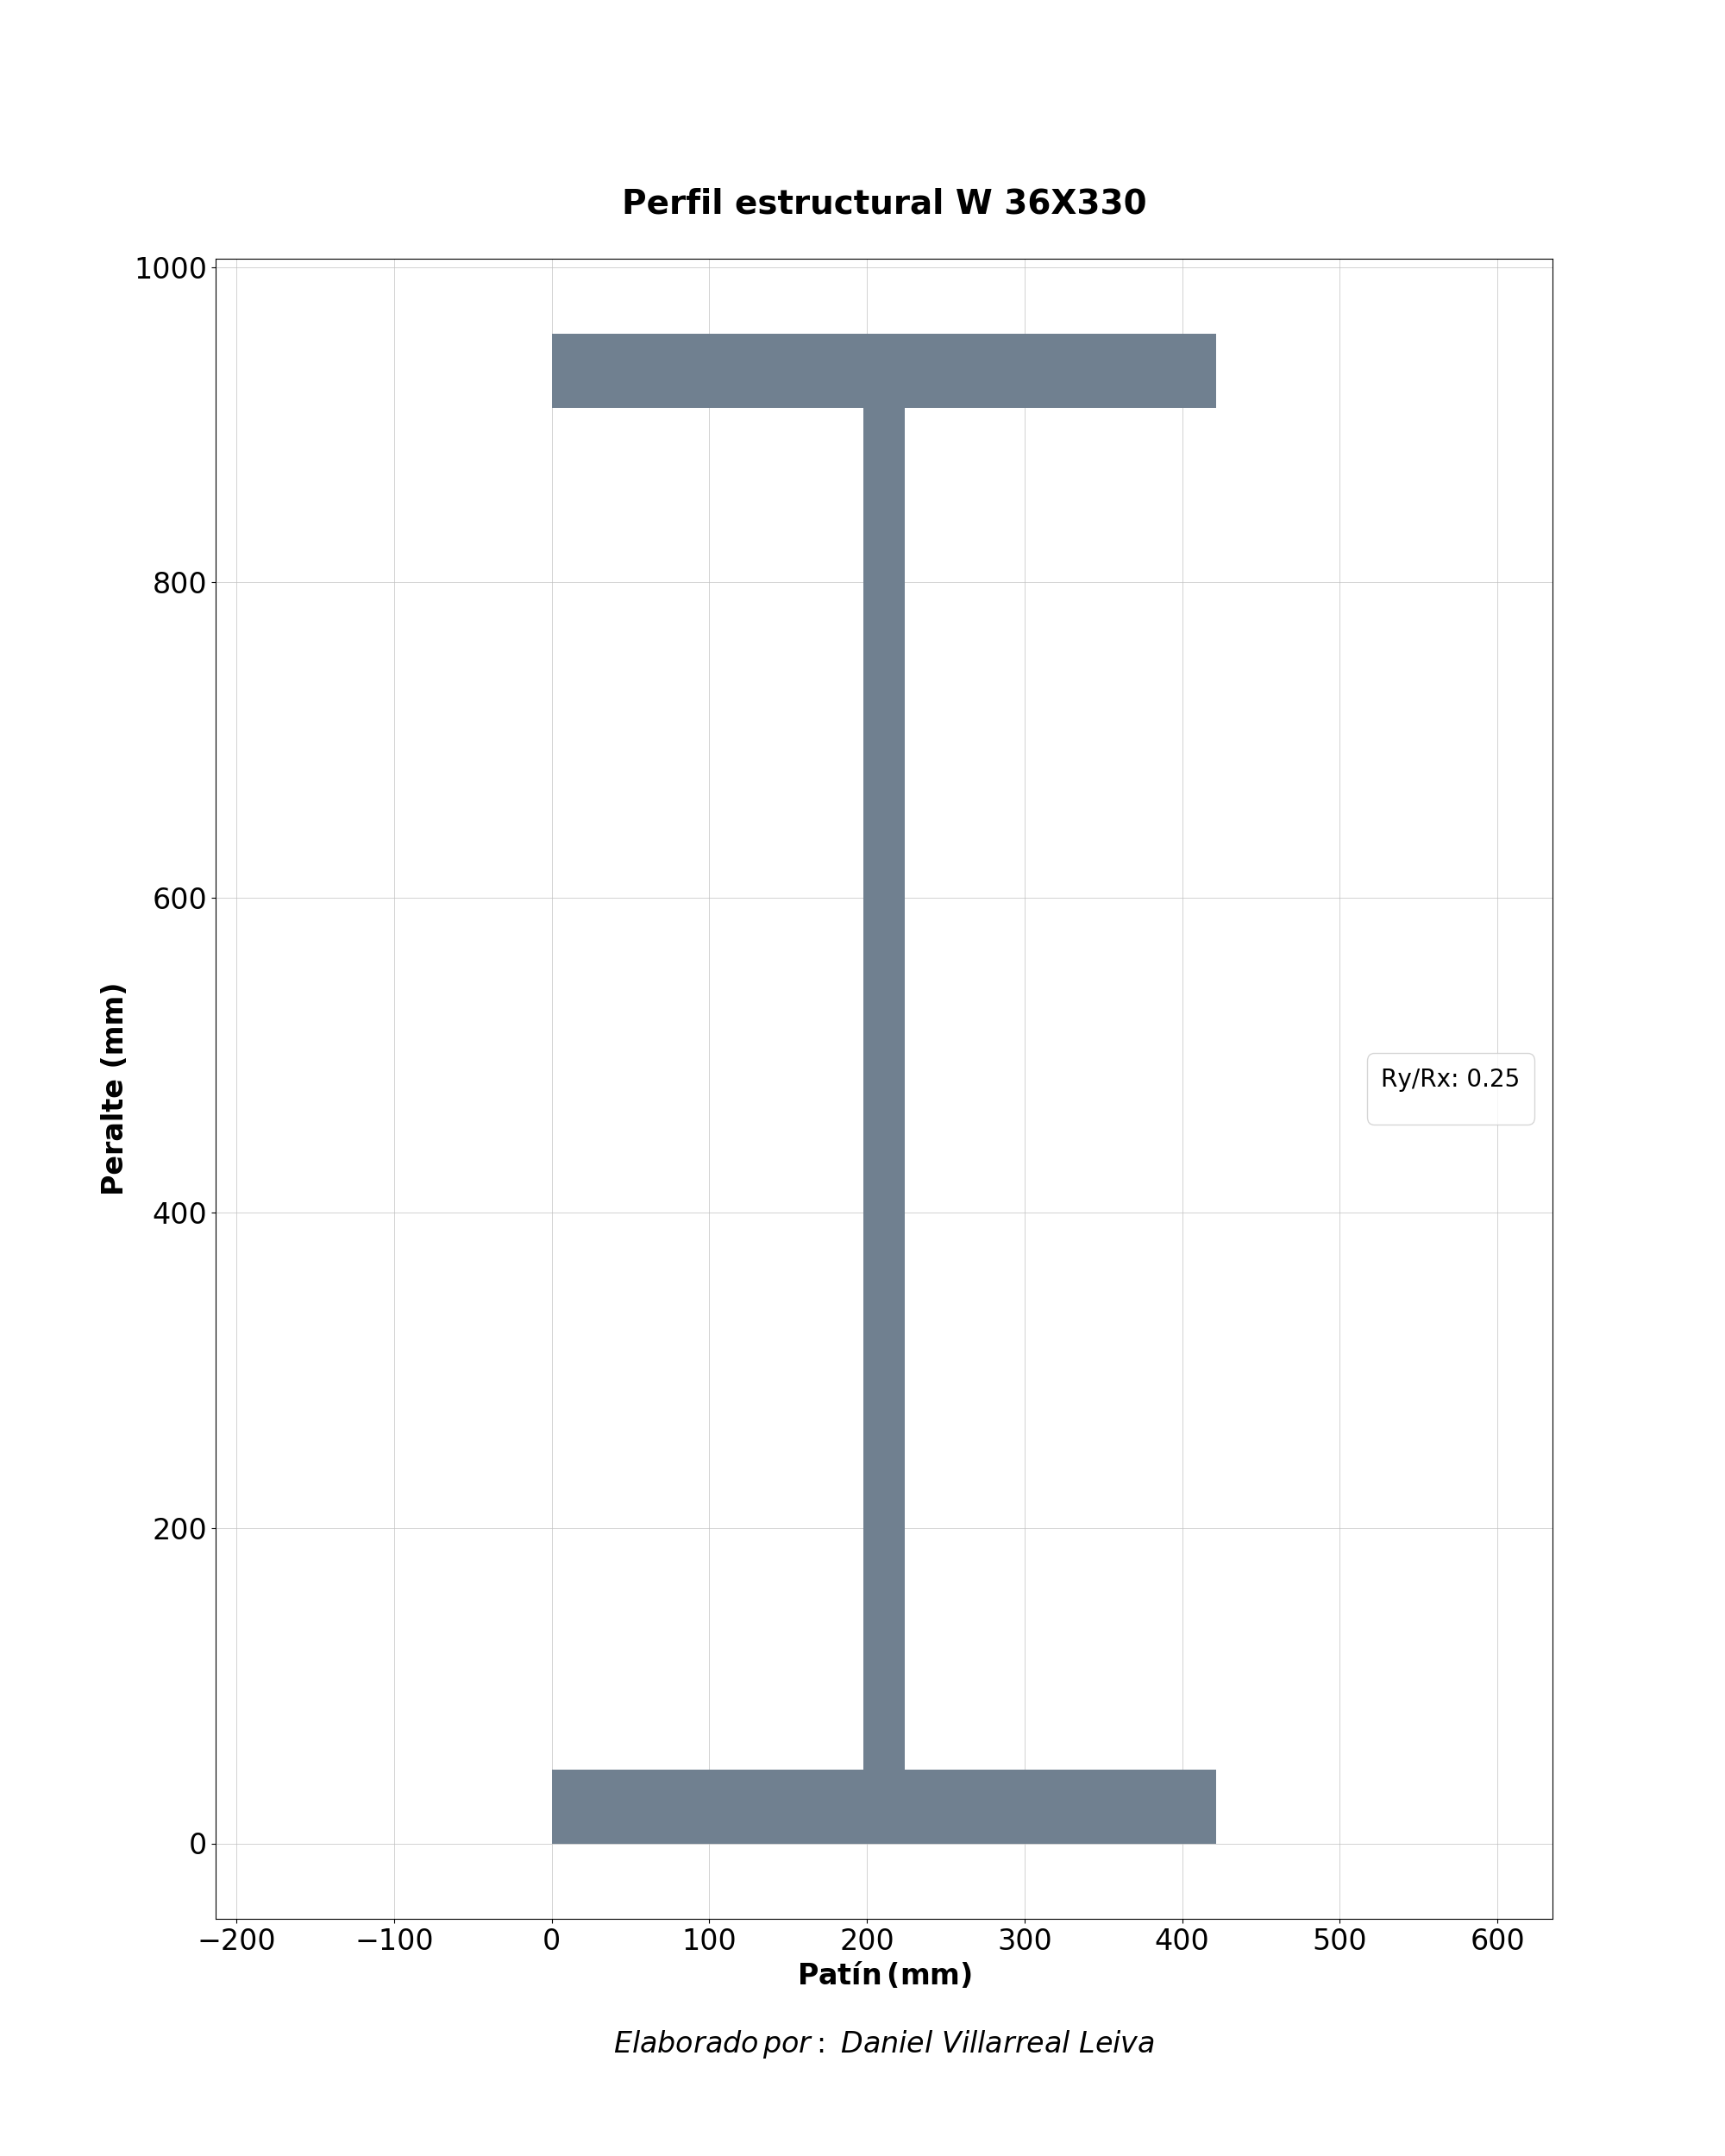 Perfil estructural W 36X330
1000
800
600
400
200
0
Peralte (mm)
Ry/Rx: 0.25
−200 −100 0 100 200 300 400 500 600
Patín (mm)
Elaborado por: Daniel Villarreal Leiva